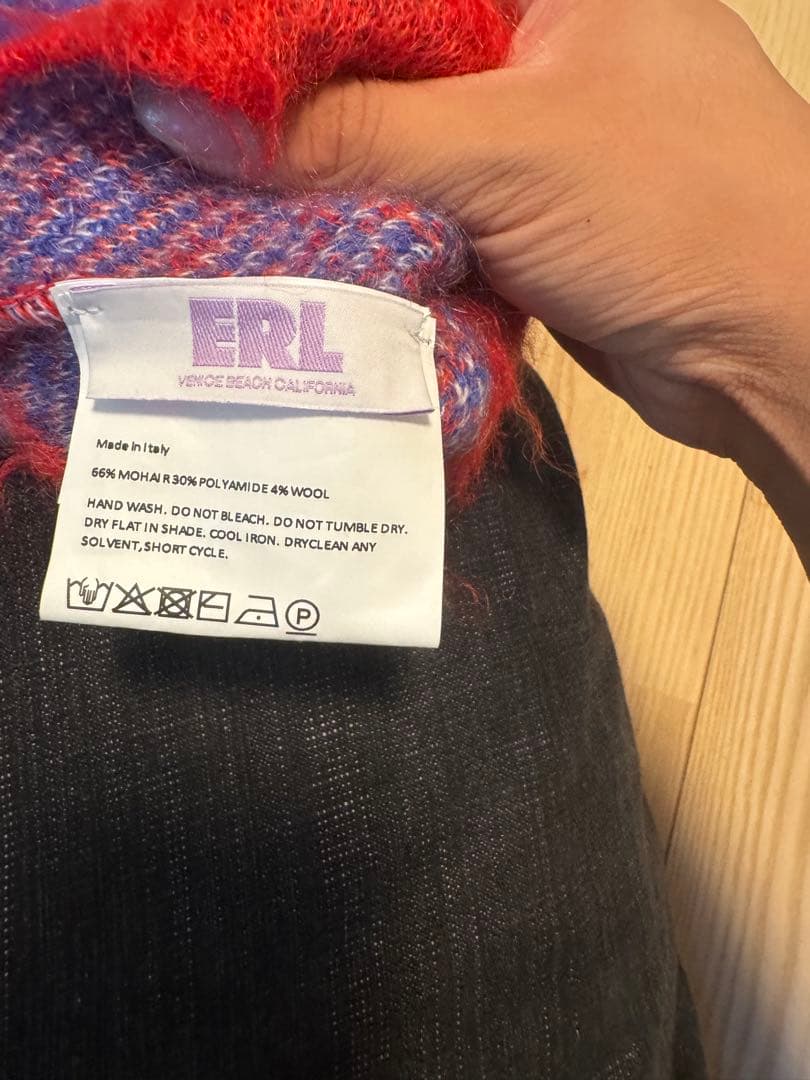 ERL
VENICE BEACH CALIFORNIA
Made in Italy
66% MOHAIR 30% POLYAMIDE 4% WOOL
HAND WASH. DO NOT BLEACH. DO NOT TUMBLE DRY.
DRY FLAT IN SHADE. COOL IRON. DRYCLEAN ANY
SOLVENT, SHORT CYCLE.
P